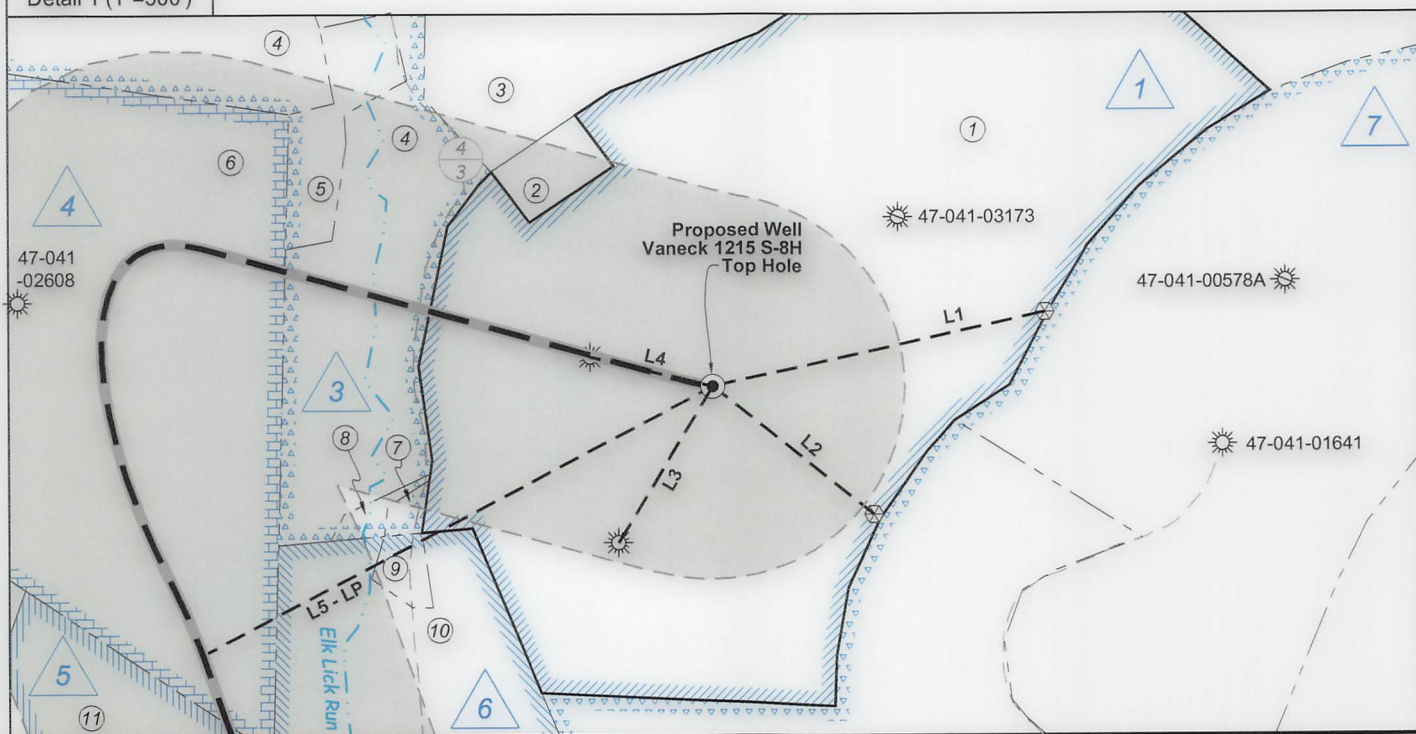 Detail 1 (1"=500')
4
3
1
7
1
4
4
3
6
5
2
4
47-041-03173
Proposed Well
Vaneck 1215 S-8H
Top Hole
47-041
-02608
47-041-00578A
L1
L4
3
L2
47-041-01641
8
7
L3
9
L5 - LP
10
Elk Lick Run
5
6
11